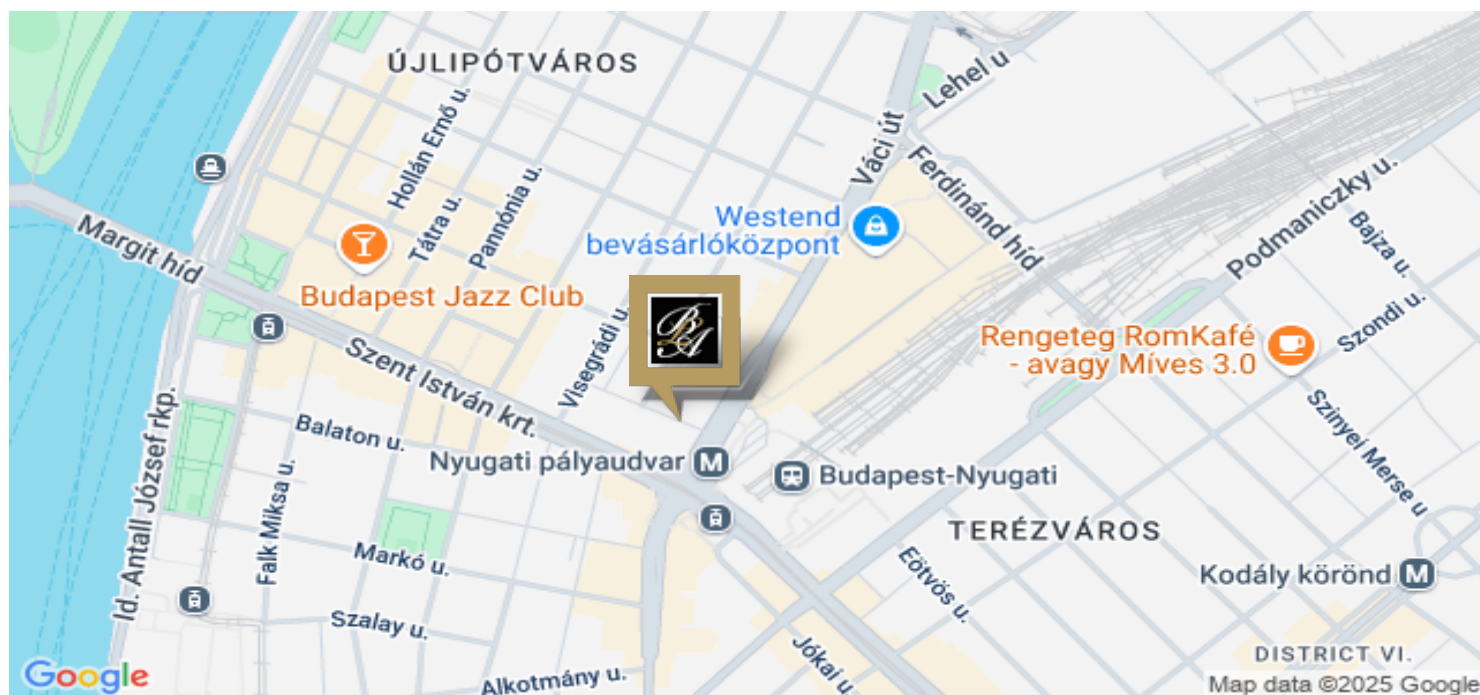 ÚJLIPÓTVÁROS
Lehel u
Váci út
Hollán Ernő u.
Tátra u.
Pannónia u.
Ferdinánd híd
Podmaniczky u.
Bajza u.
Westend
bevásárlóközpont
Margit híd
Budapest Jazz Club
Visegrádi u.
BA
Rengeteg RomKafé
- avagy Míves 3.0
Szondi u.
Szent István krt.
Id. Antall József rkp.
Balaton u.
Nyugati pályaudvar M
Budapest-Nyugati
Szinyei Merse u
Falk Miksa u.
TERÉZVÁROS
Markó u.
Eötvös u.
Kodály körönd M
Szalay u.
Jókai u.
DISTRICT VI.
Google
Alkotmány u.
Map data ©2025 Google